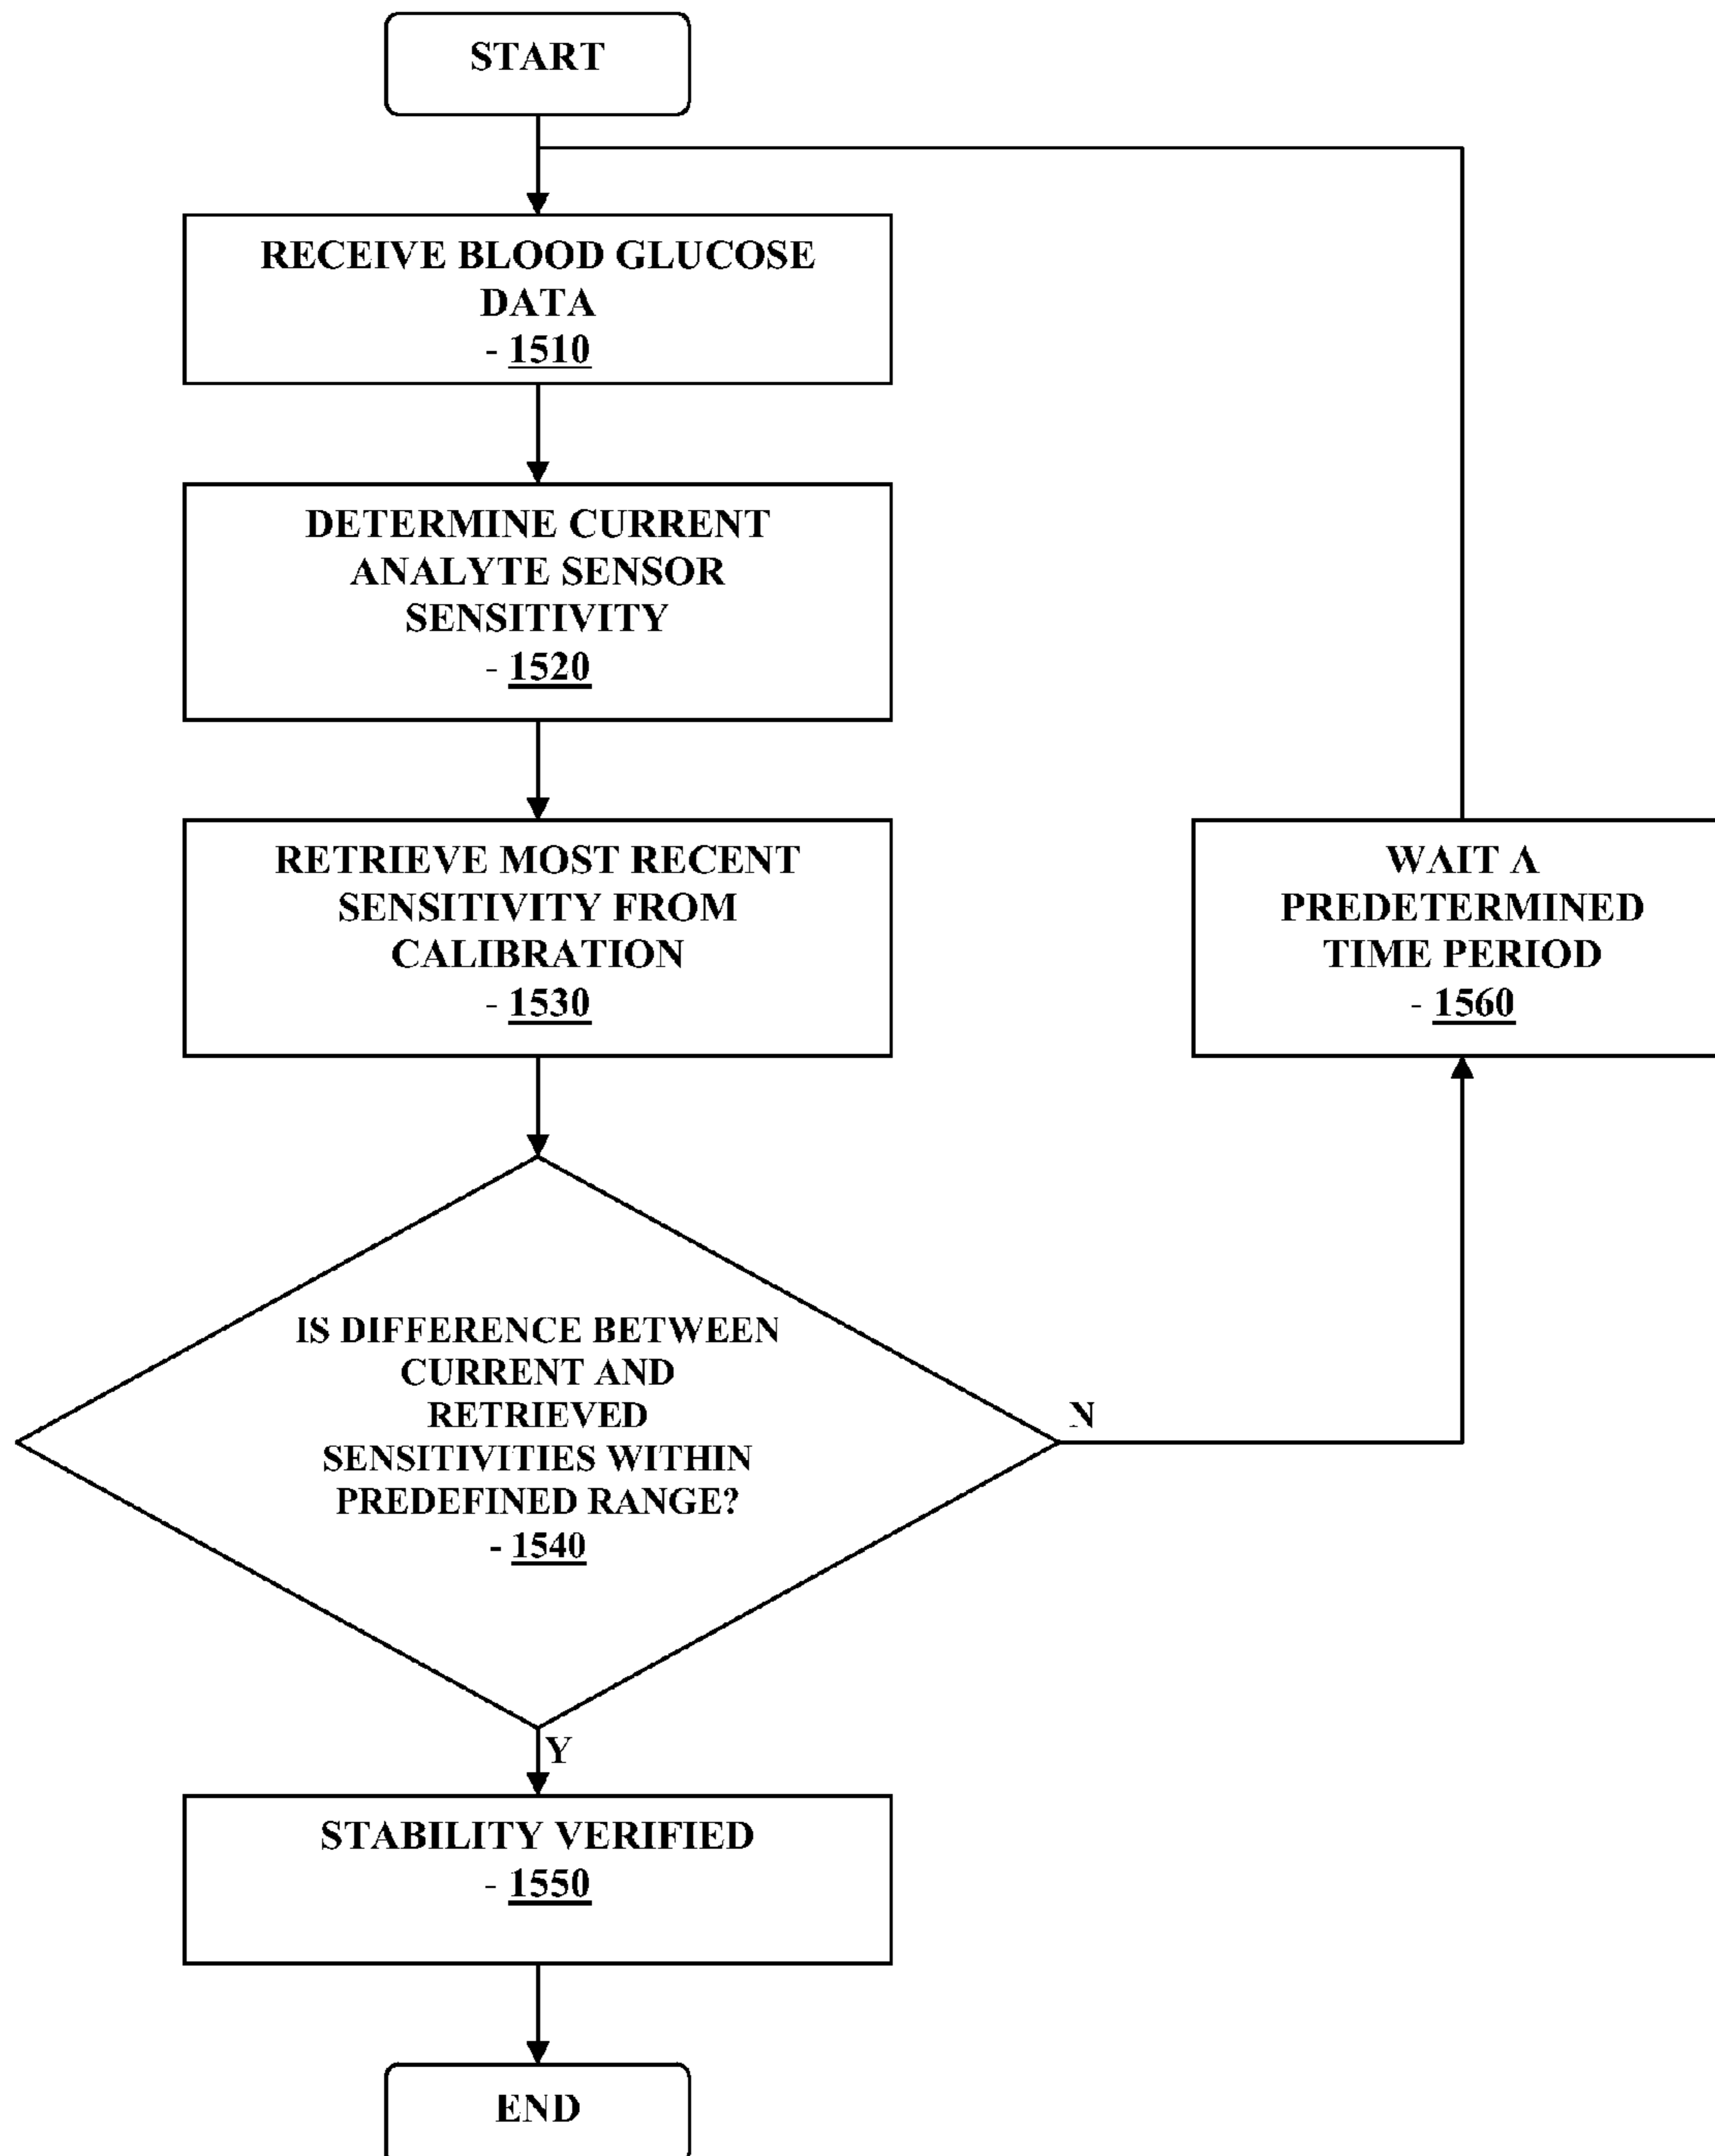 START
RECEIVE BLOOD GLUCOSE
DATA
- 1510
DETERMINE CURRENT
ANALYTE SENSOR
SENSITIVITY
- 1520
RETRIEVE MOST RECENT
SENSITIVITY FROM
CALIBRATION
- 1530
WAIT A
PREDETERMINED
TIME PERIOD
- 1560
IS DIFFERENCE BETWEEN
CURRENT AND
RETRIEVED
SENSITIVITIES WITHIN
PREDEFINED RANGE?
- 1540
N
Y
STABILITY VERIFIED
- 1550
END